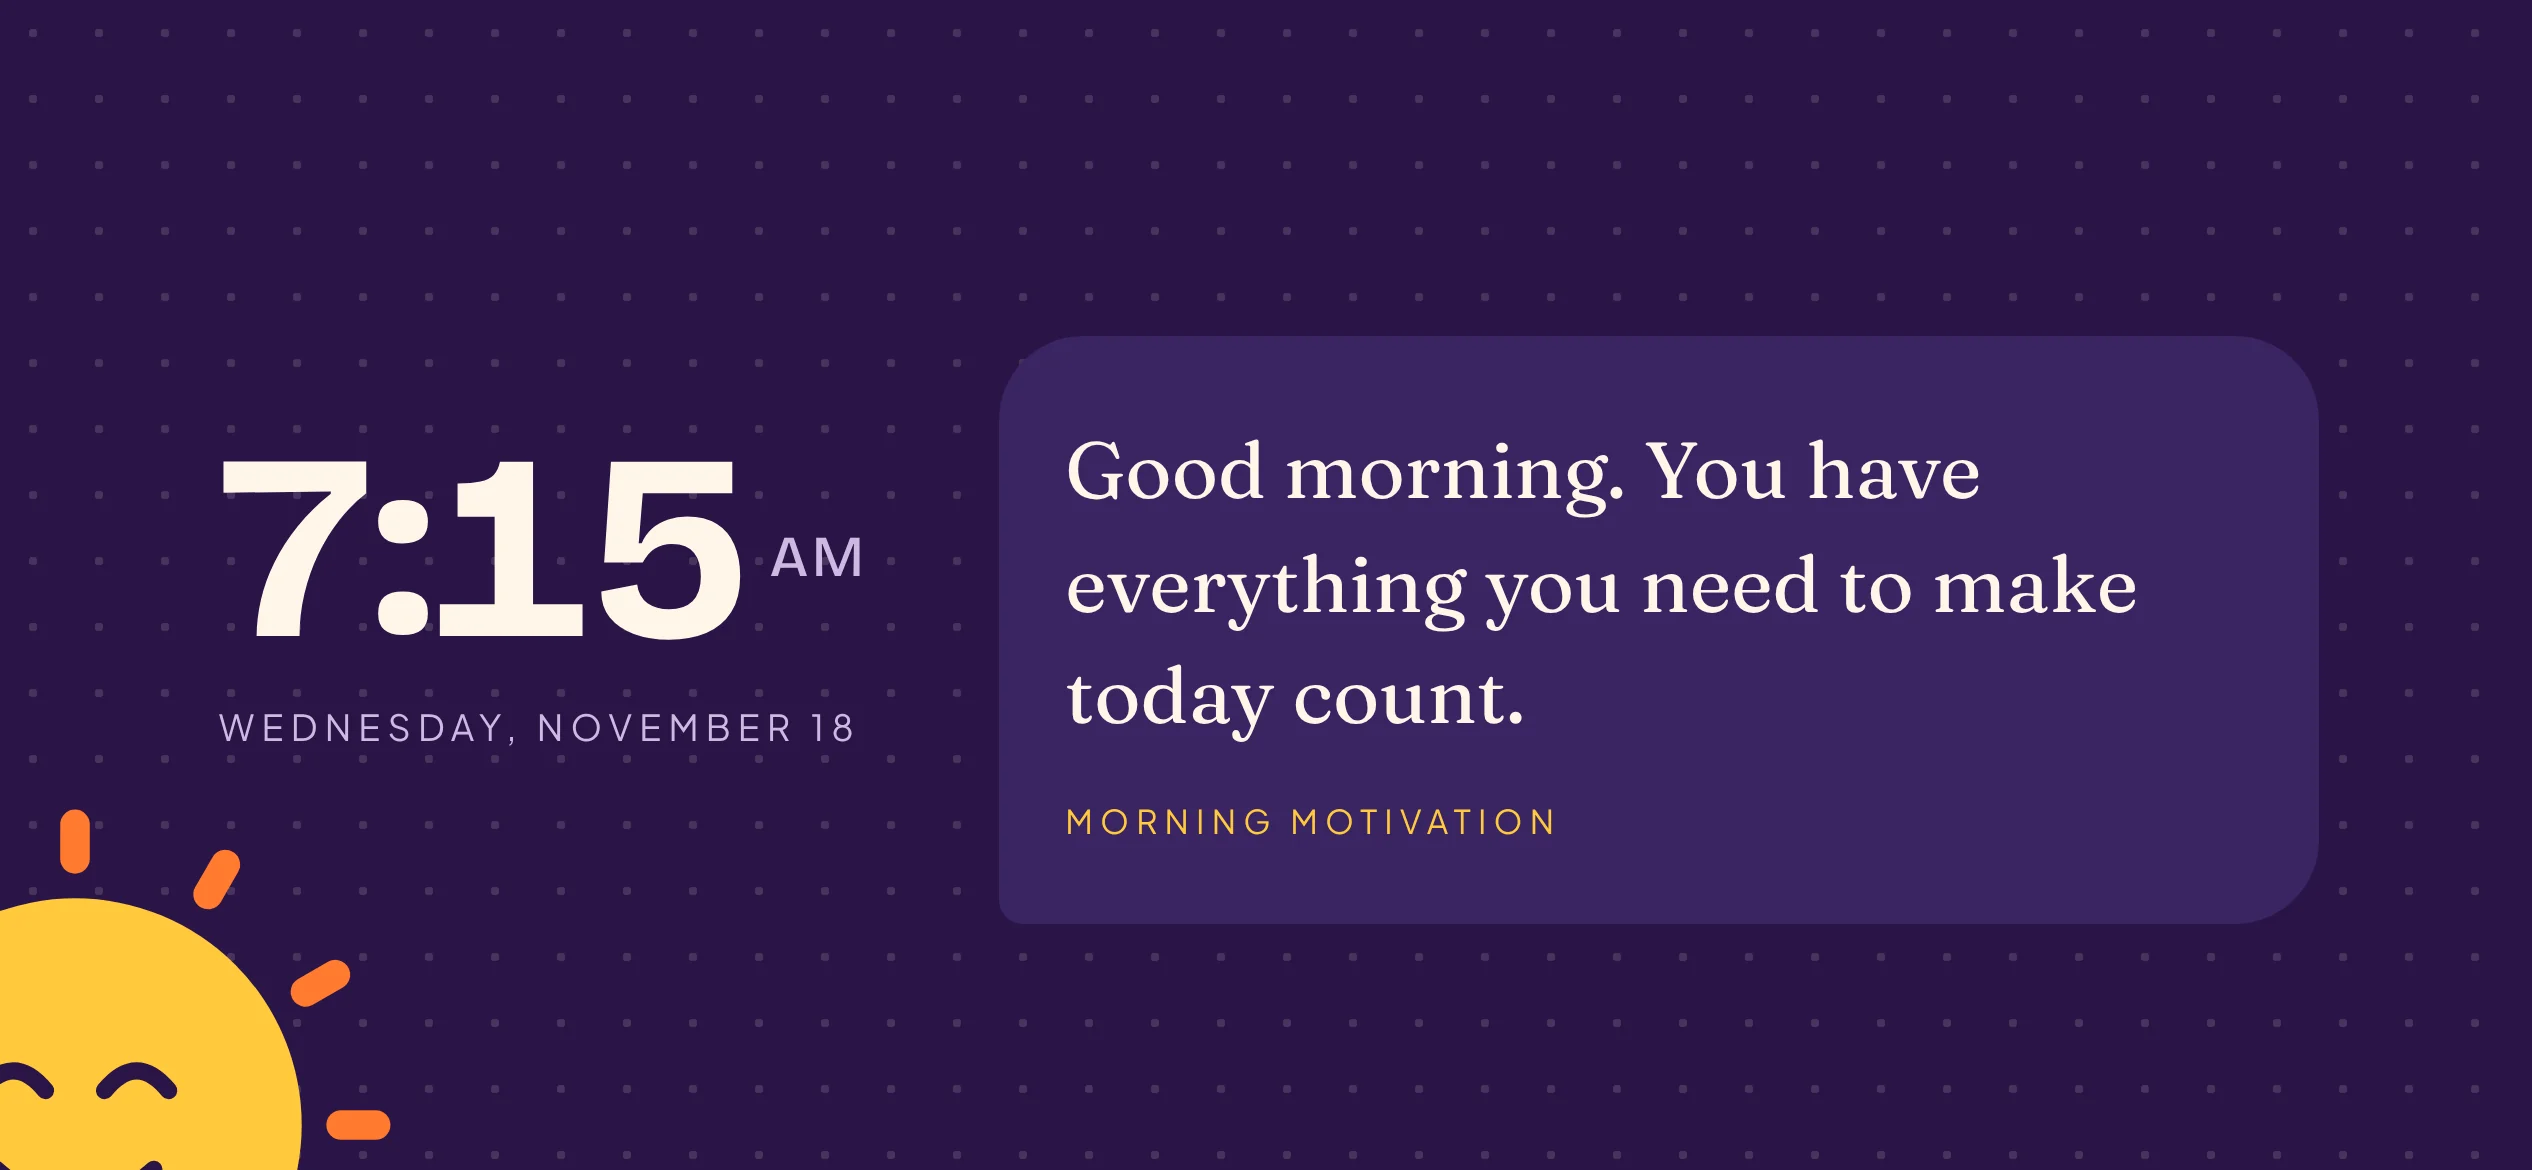 7:15 AM
WEDNESDAY, NOVEMBER 18
Good morning. You have
everything you need to make
today count.
MORNING MOTIVATION